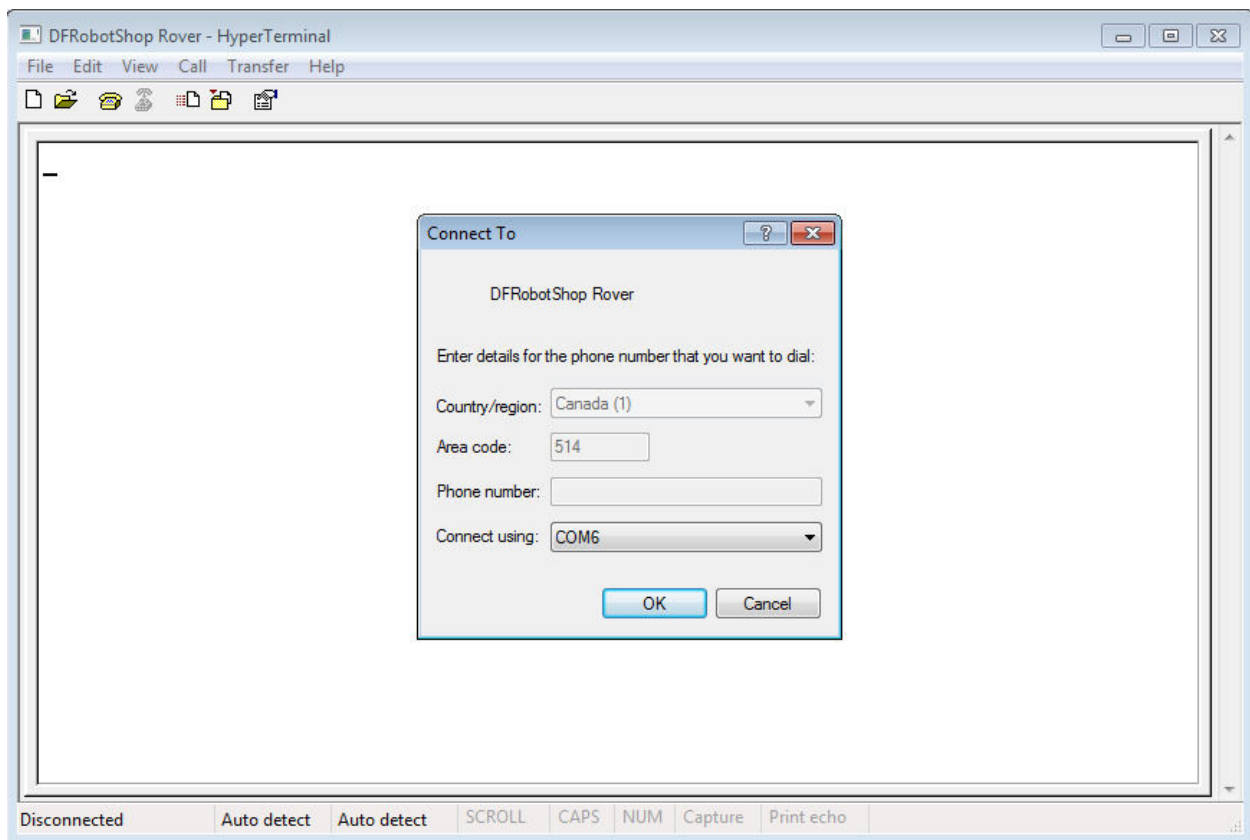 DFRobotShop Rover - HyperTerminal
File Edit View Call Transfer Help
Connect To
DFRobotShop Rover
Enter details for the phone number that you want to dial:
Country/region: Canada (1)
Area code: 514
Phone number:
Connect using: COM6
OK Cancel
Disconnected Auto detect Auto detect SCROLL CAPS NUM Capture Print echo